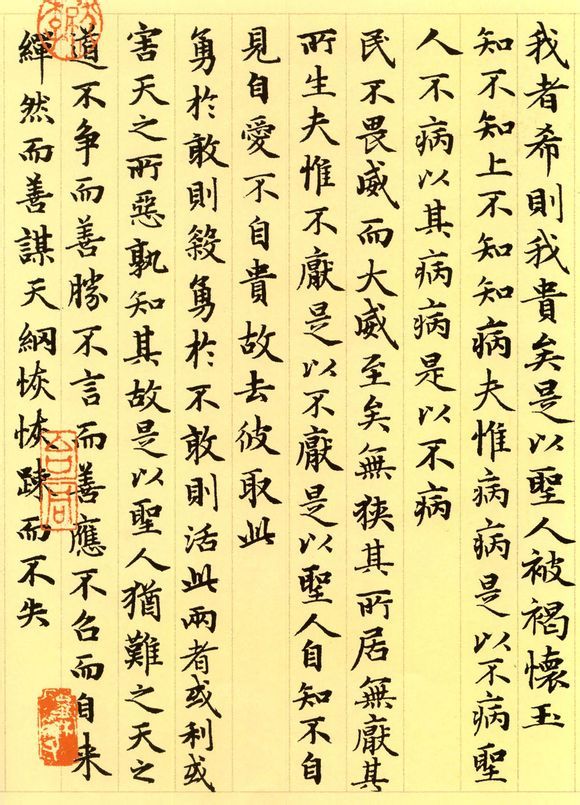 我者希則我貴矣是以聖人被褐懷玉
知不知上不知知病夫惟病病是以不病聖
人不病以其病病是以不病
民不畏威而大威至矣無狹其所居無厭其
所生夫惟不厭是以不厭是以聖人自知不自
見自愛不自貴故去彼取此
勇於敢則殺勇於不敢則活此兩者或利或
害天之所惡孰知其故是以聖人猶難之天之
道不争而善勝不言而善應不召而自来
繟然而善謀天網恢恢踈而不失